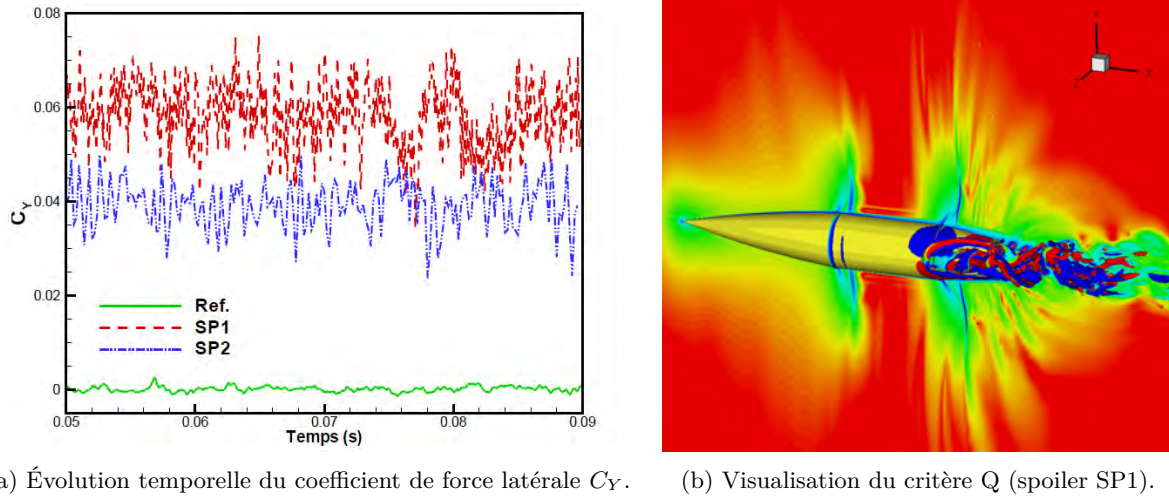 0.08
0.06
0.04
0.02
0
C_Y
Ref.
SP1
SP2
0.05 0.06 0.07 0.08 0.09
Temps (s)
Y
X
Z
a) Évolution temporelle du coefficient de force latérale C_Y.
(b) Visualisation du critère Q (spoiler SP1).